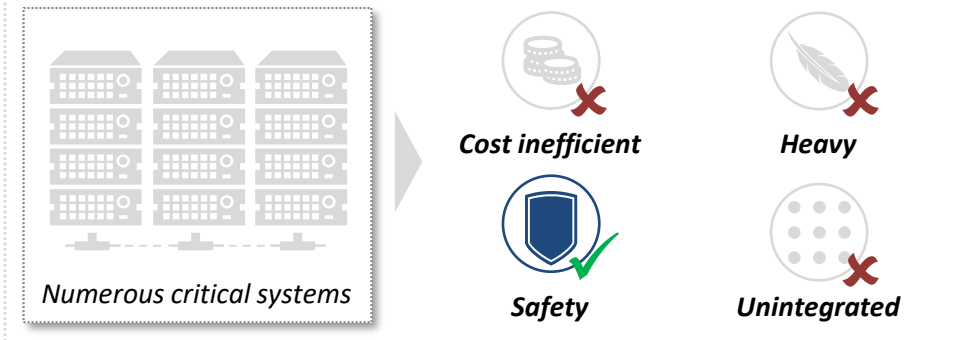 Cost inefficient
Heavy
Numerous critical systems
Safety
Unintegrated